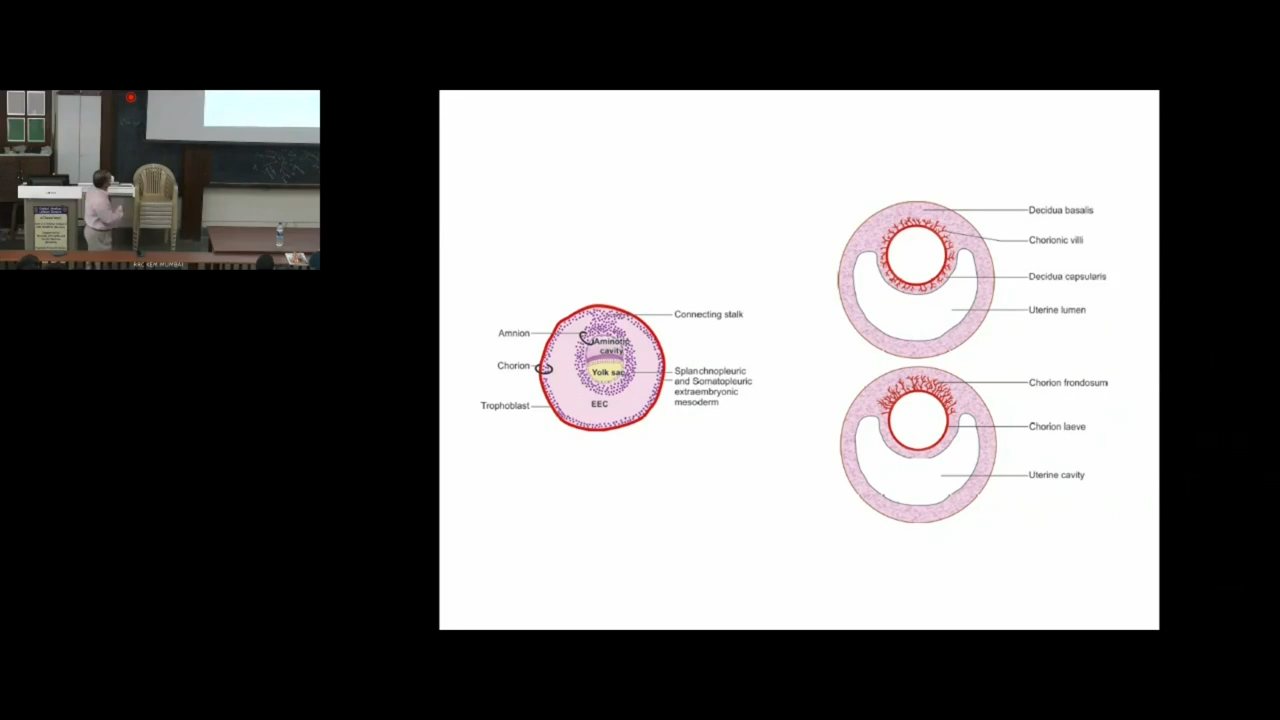 Decidua basalis
Chorionic villi
Decidua capsularis
Uterine lumen
Connecting stalk
Amnion
Aminotic
cavity
Chorion
Yolk sac
Splanchnopleuric
and Somatopleuric
extraembryonic
mesoderm
Trophoblast
EEC
Chorion frondosum
Chorion laeve
Uterine cavity